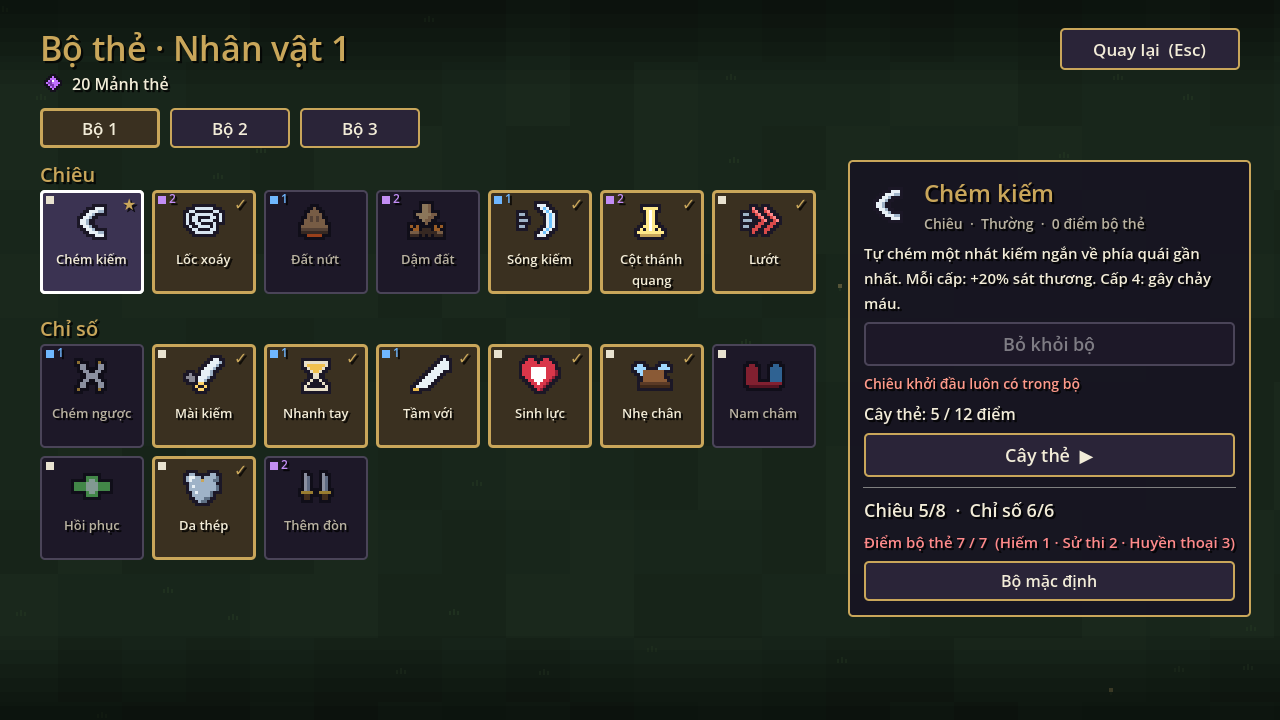 Bộ thẻ · Nhân vật 1
20 Mảnh thẻ
Quay lại (Esc)
Bộ 1
Bộ 2
Bộ 3
Chiêu
Chém kiếm
2
Lốc xoáy
1
Đất nứt
2
Dậm đất
1
Sóng kiếm
2
Cột thánh
quang
Lướt
Chỉ số
1
Chém ngược
Mài kiếm
1
Nhanh tay
1
Tầm với
Sinh lực
Nhẹ chân
Nam châm
Hồi phục
Da thép
2
Thêm đòn
Chém kiếm
Chiêu · Thường · 0 điểm bộ thẻ
Tự chém một nhát kiếm ngắn về phía quái gần
nhất. Mỗi cấp: +20% sát thương. Cấp 4: gây chảy
máu.
Bỏ khỏi bộ
Chiêu khởi đầu luôn có trong bộ
Cây thẻ: 5 / 12 điểm
Cây thẻ ▶
Chiêu 5/8 · Chỉ số 6/6
Điểm bộ thẻ 7 / 7 (Hiếm 1 · Sử thi 2 · Huyền thoại 3)
Bộ mặc định